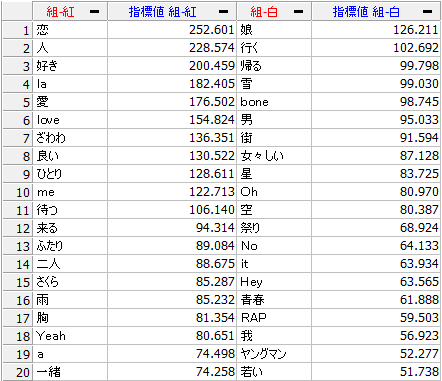 組-紅 指標値 組-紅 組-白 指標値 組-白
1 恋 252.601 娘 126.211
2 人 228.574 行く 102.692
3 好き 200.459 帰る 99.798
4 la 182.405 雪 99.030
5 愛 176.502 bone 98.745
6 love 154.824 男 95.033
7 ざわわ 136.351 街 91.594
8 良い 130.522 女々しい 87.128
9 ひとり 128.611 星 83.725
10 me 122.713 Oh 80.970
11 待つ 106.140 空 80.387
12 来る 94.314 祭り 68.924
13 ふたり 89.084 No 64.133
14 二人 88.675 it 63.934
15 さくら 85.287 Hey 63.565
16 雨 85.232 青春 61.888
17 胸 81.354 RAP 59.503
18 Yeah 80.651 我 56.923
19 a 74.498 ヤングマン 52.277
20 一緒 74.258 若い 51.738